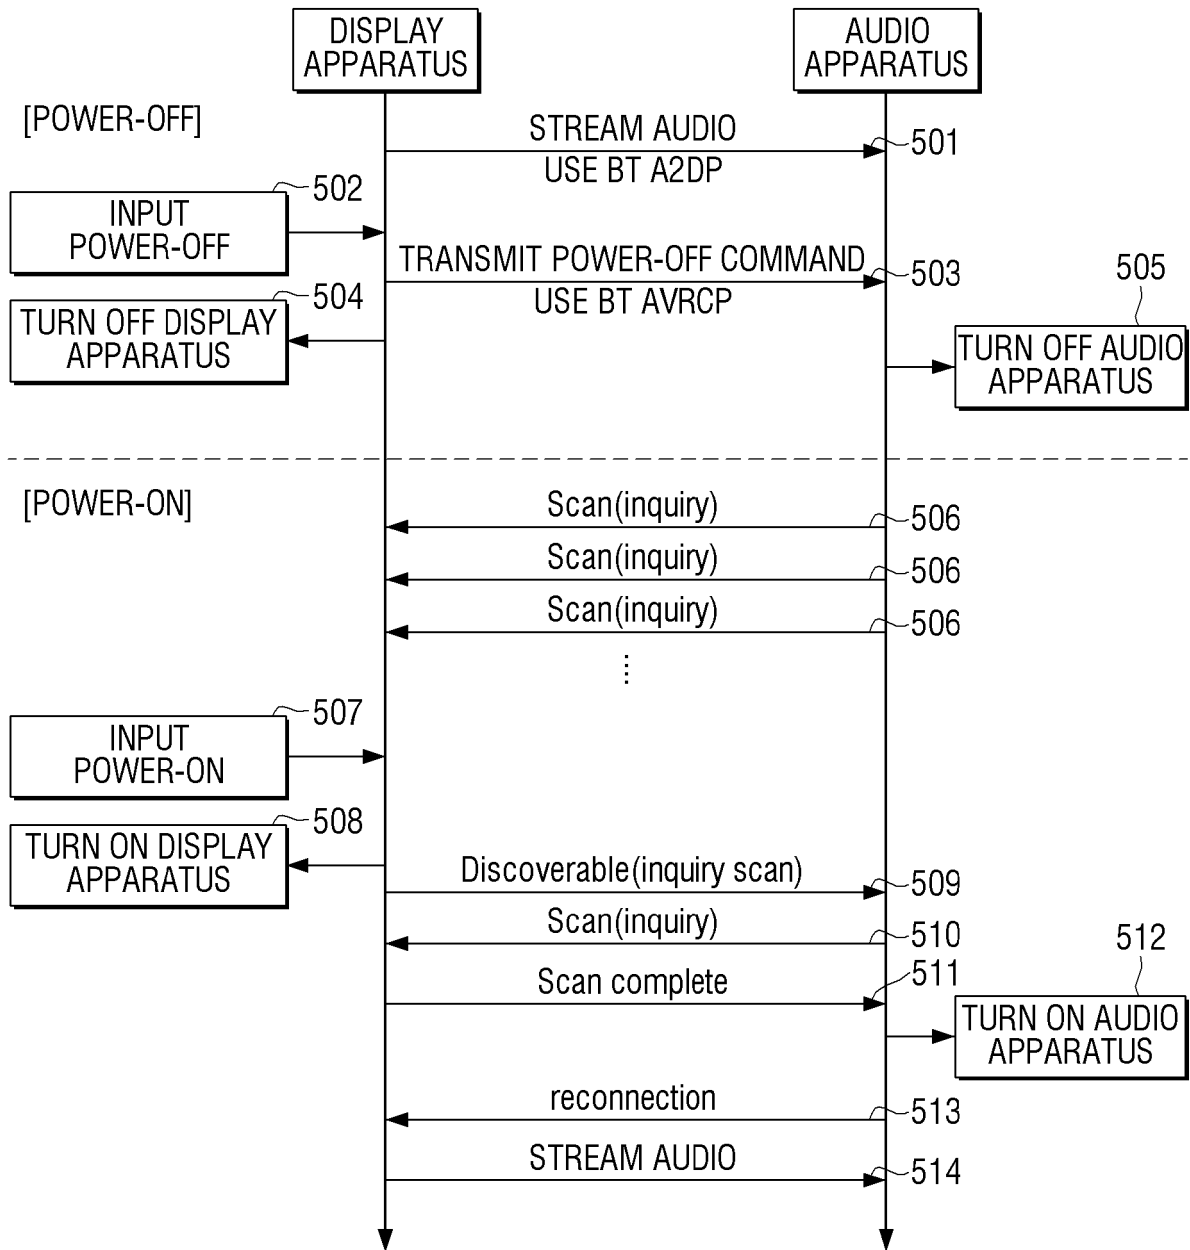 DISPLAY
APPARATUS
AUDIO
APPARATUS
[POWER-OFF]
STREAM AUDIO
501
USE BT A2DP
502
INPUT
POWER-OFF
TRANSMIT POWER-OFF COMMAND
503
USE BT AVRCP
504
TURN OFF DISPLAY
APPARATUS
505
TURN OFF AUDIO
APPARATUS
[POWER-ON]
Scan(inquiry)
506
Scan(inquiry)
506
Scan(inquiry)
506
507
INPUT
POWER-ON
508
TURN ON DISPLAY
APPARATUS
Discoverable(inquiry scan)
509
Scan(inquiry)
510
Scan complete
511
512
TURN ON AUDIO
APPARATUS
reconnection
513
STREAM AUDIO
514